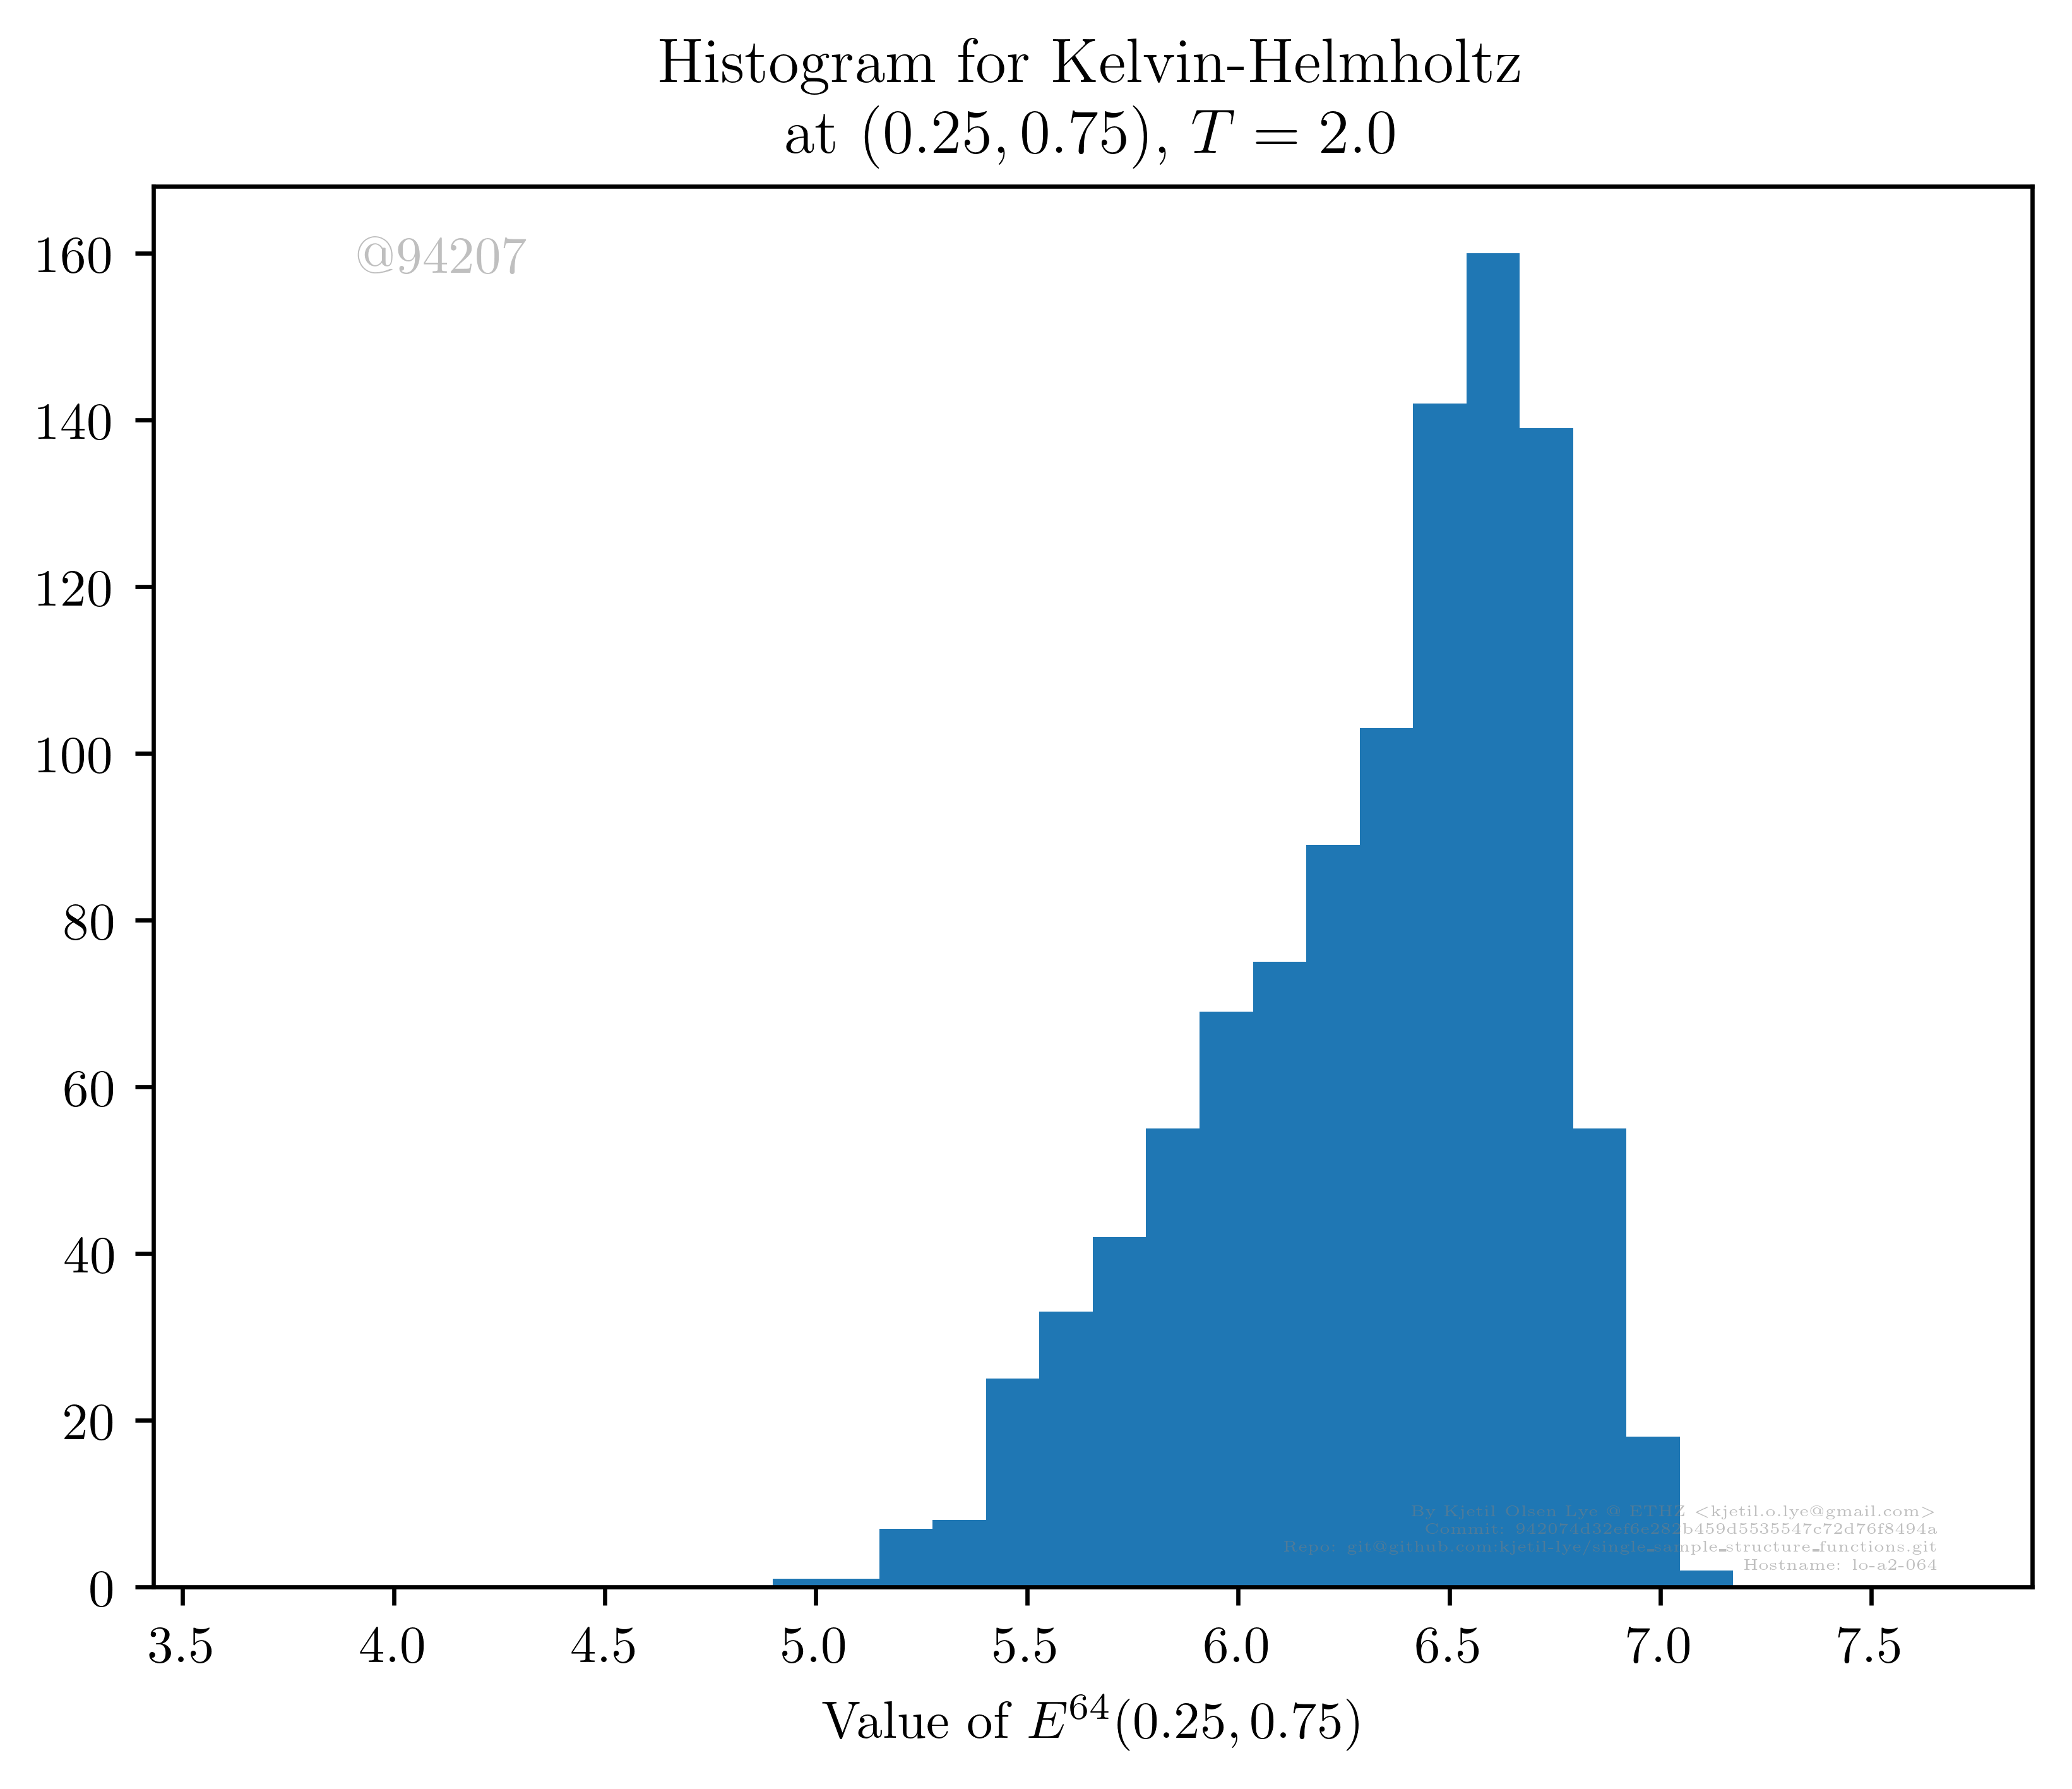 Histogram for Kelvin-Helmholtz
at (0.25, 0.75), T = 2.0
@94207
160
140
120
100
80
60
40
20
0
By Kjetil Olsen Lye @ ETHZ <kjetil.o.lye@gmail.com>
Commit: 942074d32ef6e282b459d5535547c72d76f8494a
Repo: git@github.com:kjetil-lye/single_sample_structure_functions.git
Hostname: lo-a2-064
3.5 4.0 4.5 5.0 5.5 6.0 6.5 7.0 7.5
Value of E^64(0.25, 0.75)